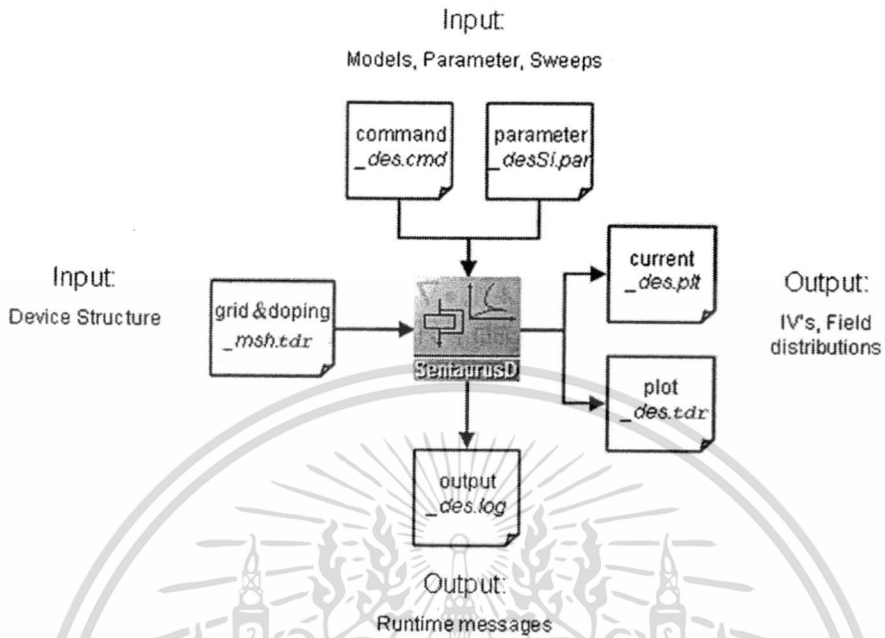 Input:
Models, Parameter, Sweeps
command
_des.cmd
parameter
_desSi.par
Input:
Device Structure
grid &doping
_msh.tdr
SentaurusD
current
_des.plt
Output:
IV's, Field
distributions
plot
_des.tdr
output
_des.log
Output:
Runtime messages